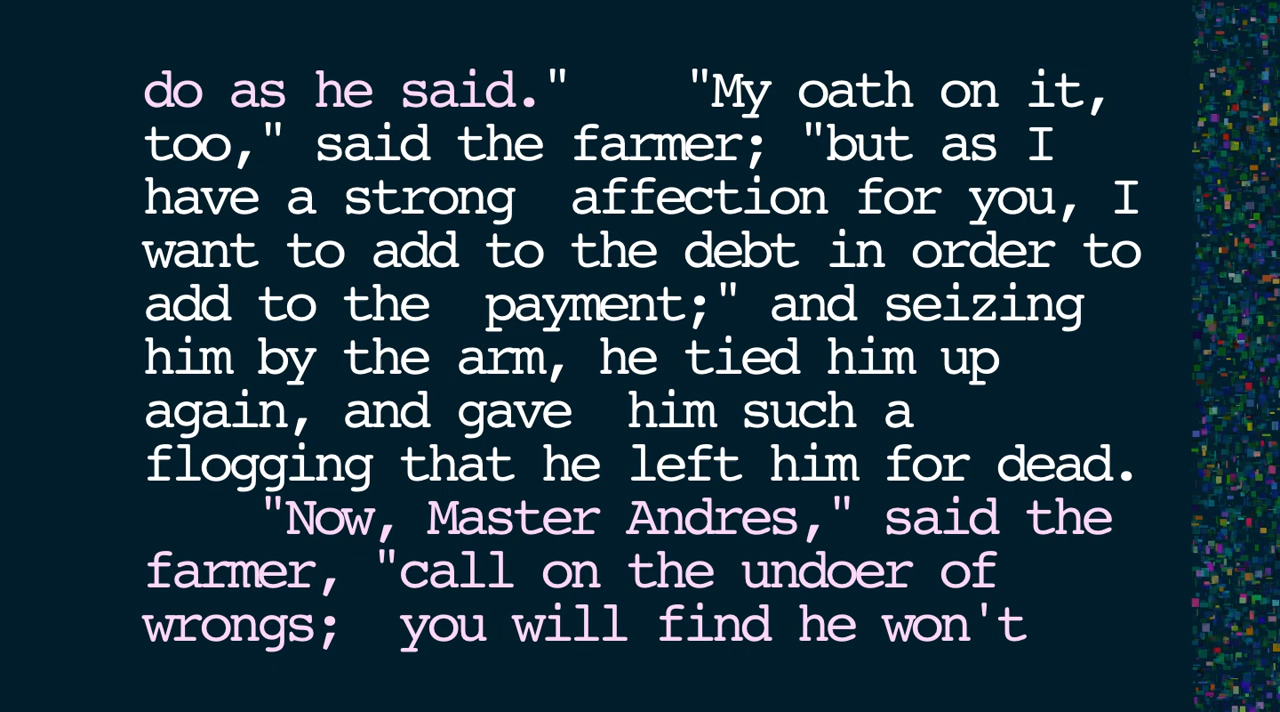 do as he said."    "My oath on it,
too," said the farmer; "but as I
have a strong  affection for you, I
want to add to the debt in order to
add to the  payment;" and seizing
him by the arm, he tied him up
again, and gave  him such a
flogging that he left him for dead.
    "Now, Master Andres," said the
farmer, "call on the undoer of
wrongs;  you will find he won't